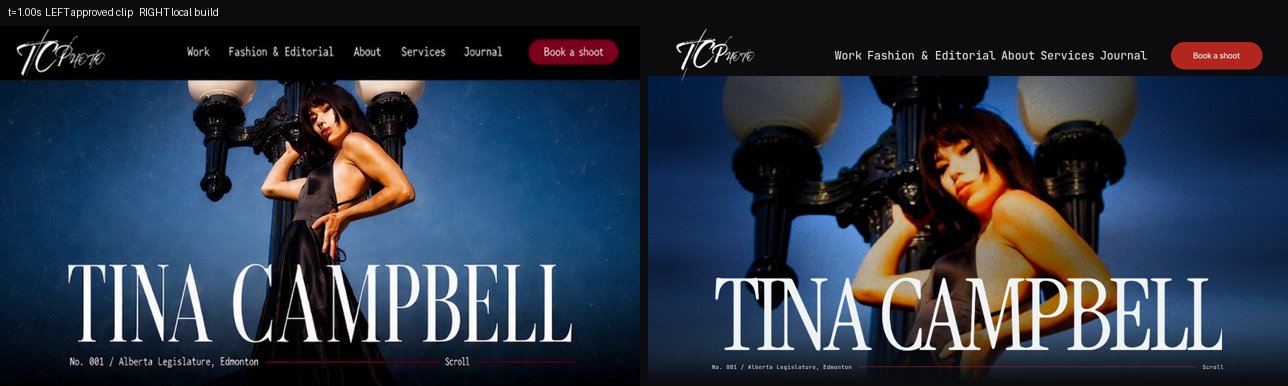 t=1.00s LEFT approved clip RIGHT local build
TCPHOTO
Work Fashion & Editorial About Services Journal Book a shoot
TINA CAMPBELL
No. 001 / Alberta Legislature, Edmonton Scroll
TCPHOTO
Work Fashion & Editorial About Services Journal Book a shoot
TINA CAMPBELL
No. 001 / Alberta Legislature, Edmonton Scroll